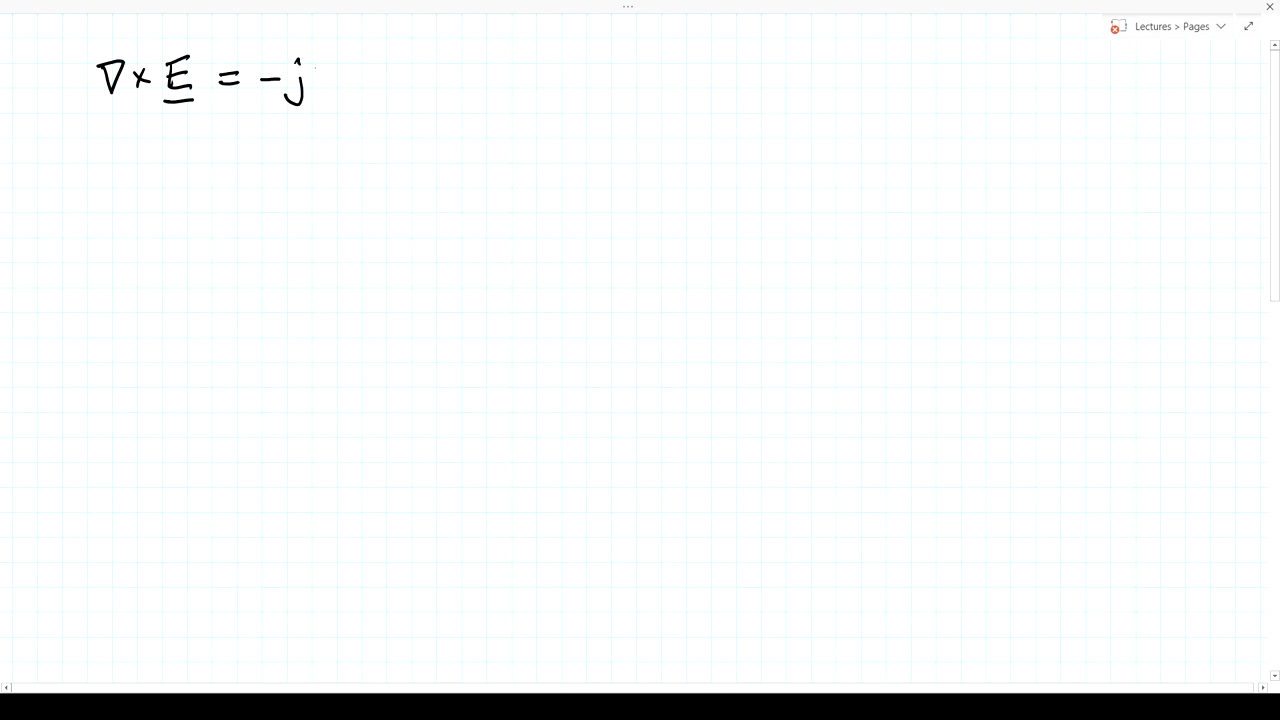 Lectures > Pages
∇ × E = -j